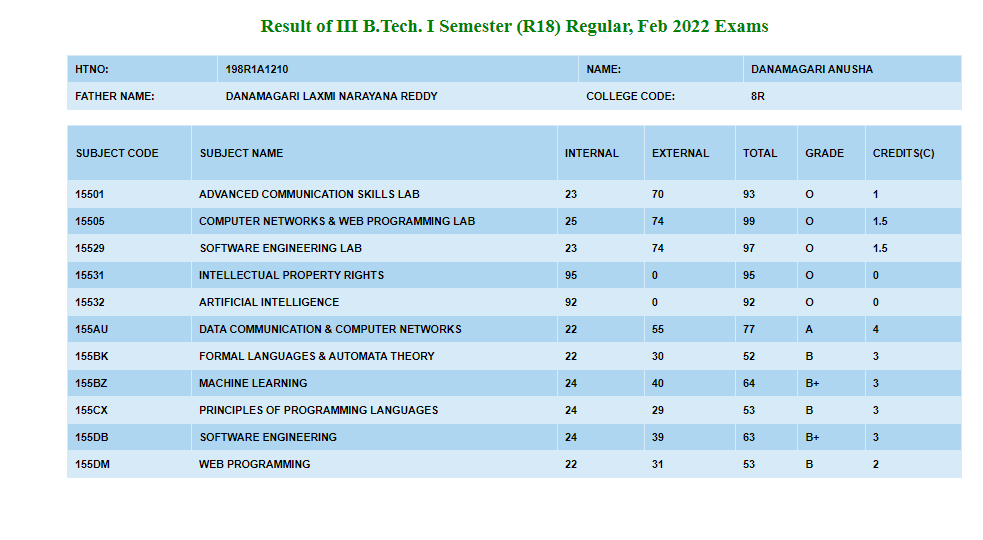 Result of III B.Tech. I Semester (R18) Regular, Feb 2022 Exams
HTNO: 198R1A1210 NAME: DANAMAGARI ANUSHA
FATHER NAME: DANAMAGARI LAXMI NARAYANA REDDY COLLEGE CODE: 8R
SUBJECT CODE SUBJECT NAME INTERNAL EXTERNAL TOTAL GRADE CREDITS(C)
15501 ADVANCED COMMUNICATION SKILLS LAB 23 70 93 O 1
15505 COMPUTER NETWORKS & WEB PROGRAMMING LAB 25 74 99 O 1.5
15529 SOFTWARE ENGINEERING LAB 23 74 97 O 1.5
15531 INTELLECTUAL PROPERTY RIGHTS 95 0 95 O 0
15532 ARTIFICIAL INTELLIGENCE 92 0 92 O 0
155AU DATA COMMUNICATION & COMPUTER NETWORKS 22 55 77 A 4
155BK FORMAL LANGUAGES & AUTOMATA THEORY 22 30 52 B 3
155BZ MACHINE LEARNING 24 40 64 B+ 3
155CX PRINCIPLES OF PROGRAMMING LANGUAGES 24 29 53 B 3
155DB SOFTWARE ENGINEERING 24 39 63 B+ 3
155DM WEB PROGRAMMING 22 31 53 B 2